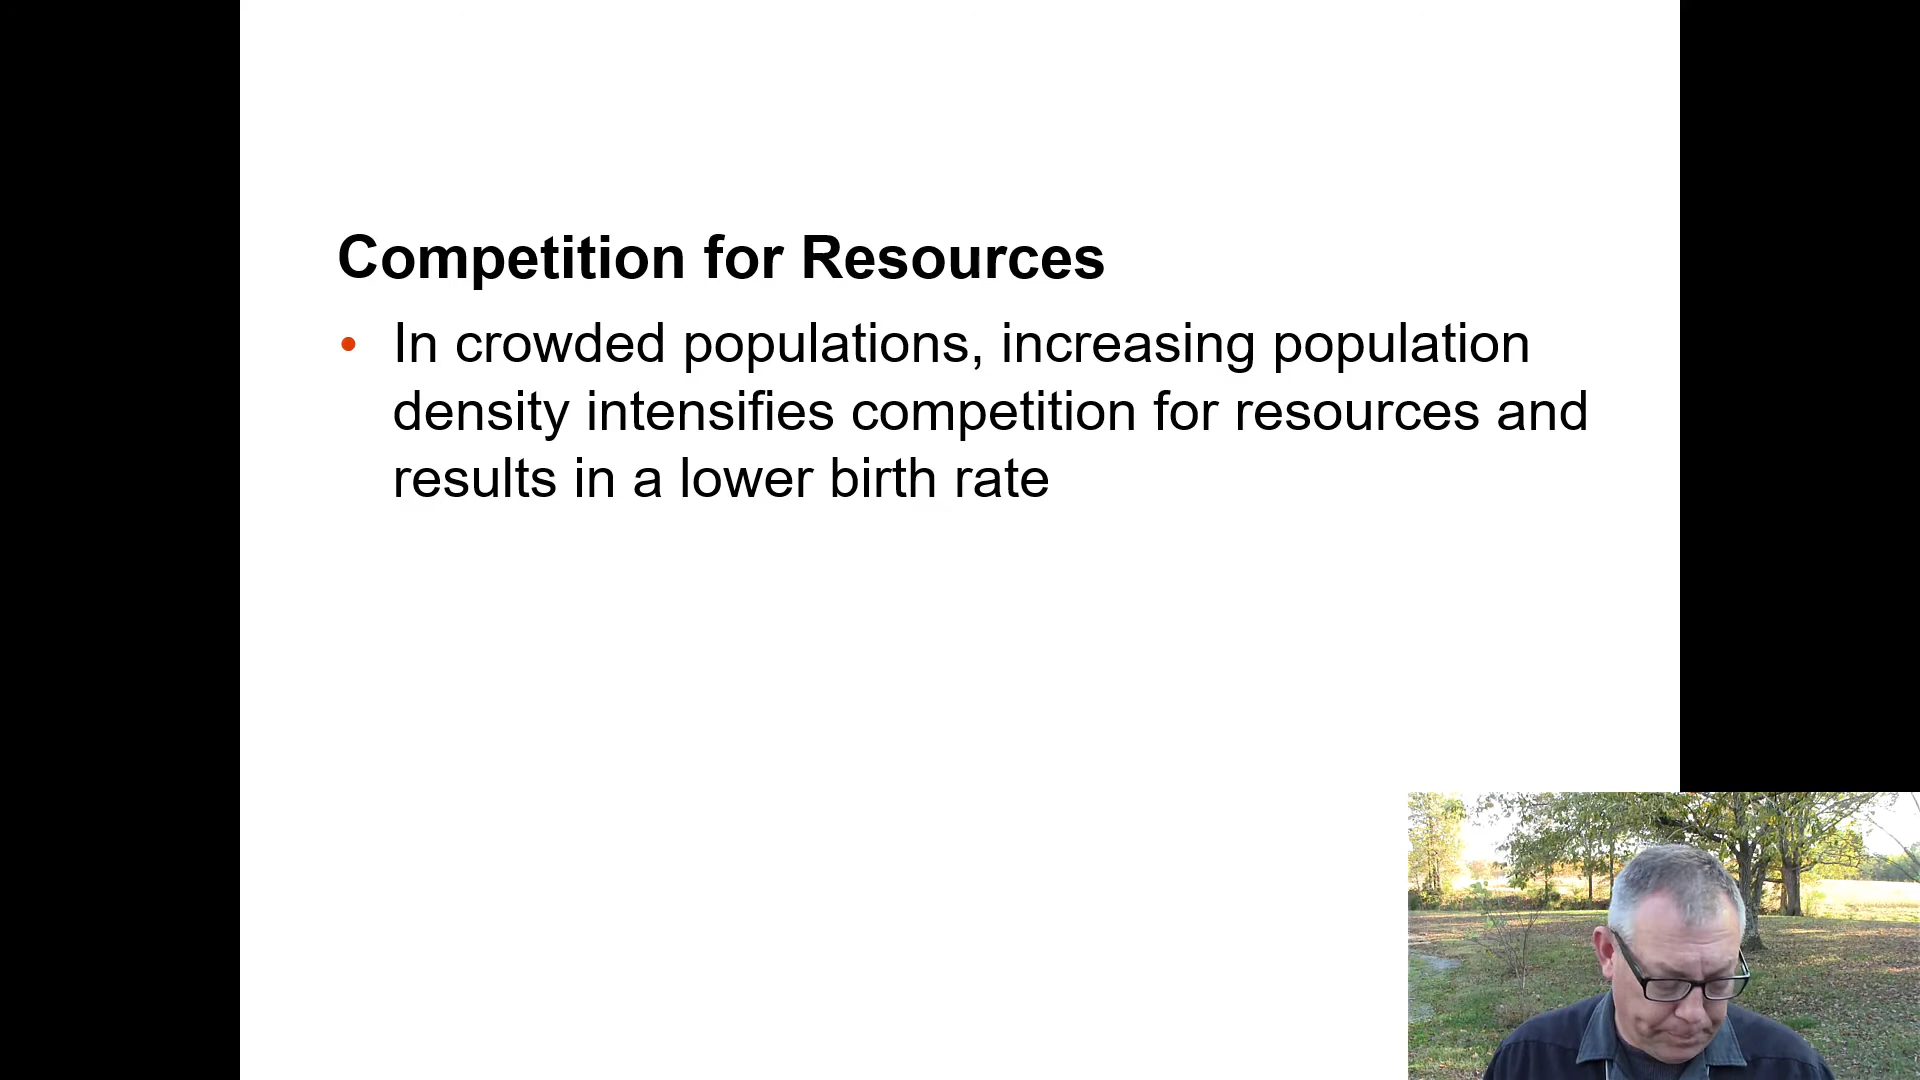 Competition for Resources
• In crowded populations, increasing population
density intensifies competition for resources and
results in a lower birth rate